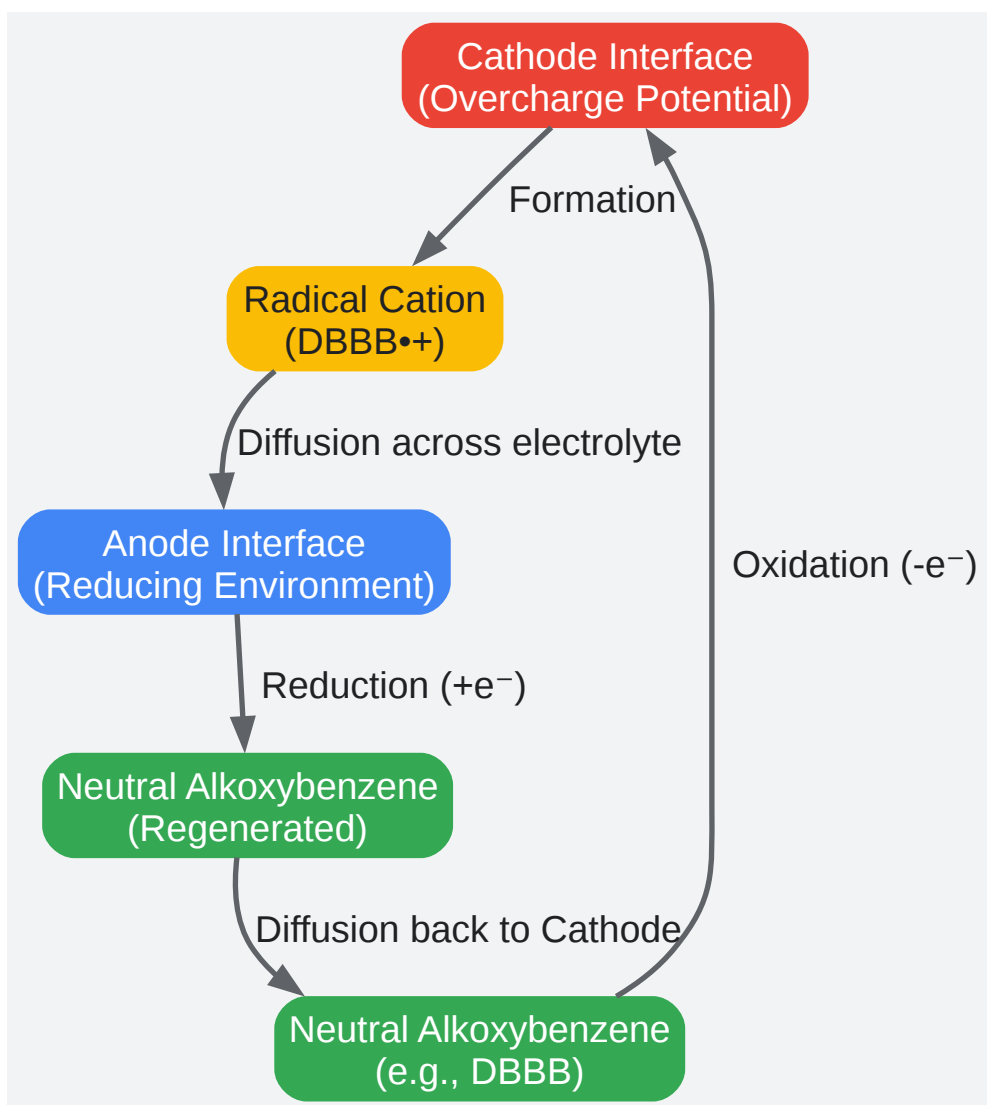 Cathode Interface
(Overcharge Potential)
Formation
Radical Cation
(DBBB•+)
Diffusion across electrolyte
Anode Interface
(Reducing Environment)
Oxidation (-e⁻)
Reduction (+e⁻)
Neutral Alkoxybenzene
(Regenerated)
Diffusion back to Cathode
Neutral Alkoxybenzene
(e.g., DBBB)